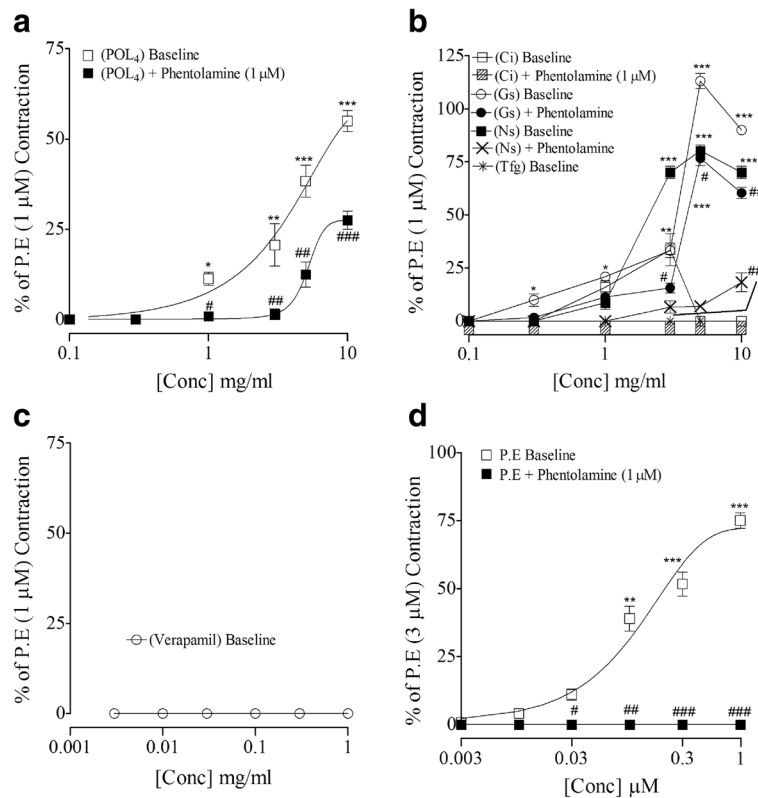 a
% of P.E (1 µM) Contraction
75
50
25
0
(POL4) Baseline
(POL4) + Phentolamine (1 µM)
***
***
**
*
###
##
##
#
0.1
1
10
[Conc] mg/ml
b
% of P.E (1 µM) Contraction
125
100
75
50
25
0
(Ci) Baseline
(Ci) + Phentolamine (1 µM)
(Gs) Baseline
(Gs) + Phentolamine
(Ns) Baseline
(Ns) + Phentolamine
(Tfg) Baseline
***
***
***
***
***
#
##
***
**
*
*
#
##
0.1
1
10
[Conc] mg/ml
c
% of P.E (1 µM) Contraction
75
50
25
0
(Verapamil) Baseline
0.001
0.01
0.1
1
[Conc] mg/ml
d
% of P.E (3 µM) Contraction
100
75
50
25
0
P.E Baseline
P.E + Phentolamine (1 µM)
***
***
**
#
##
###
###
0.003
0.03
0.3
1
[Conc] µM